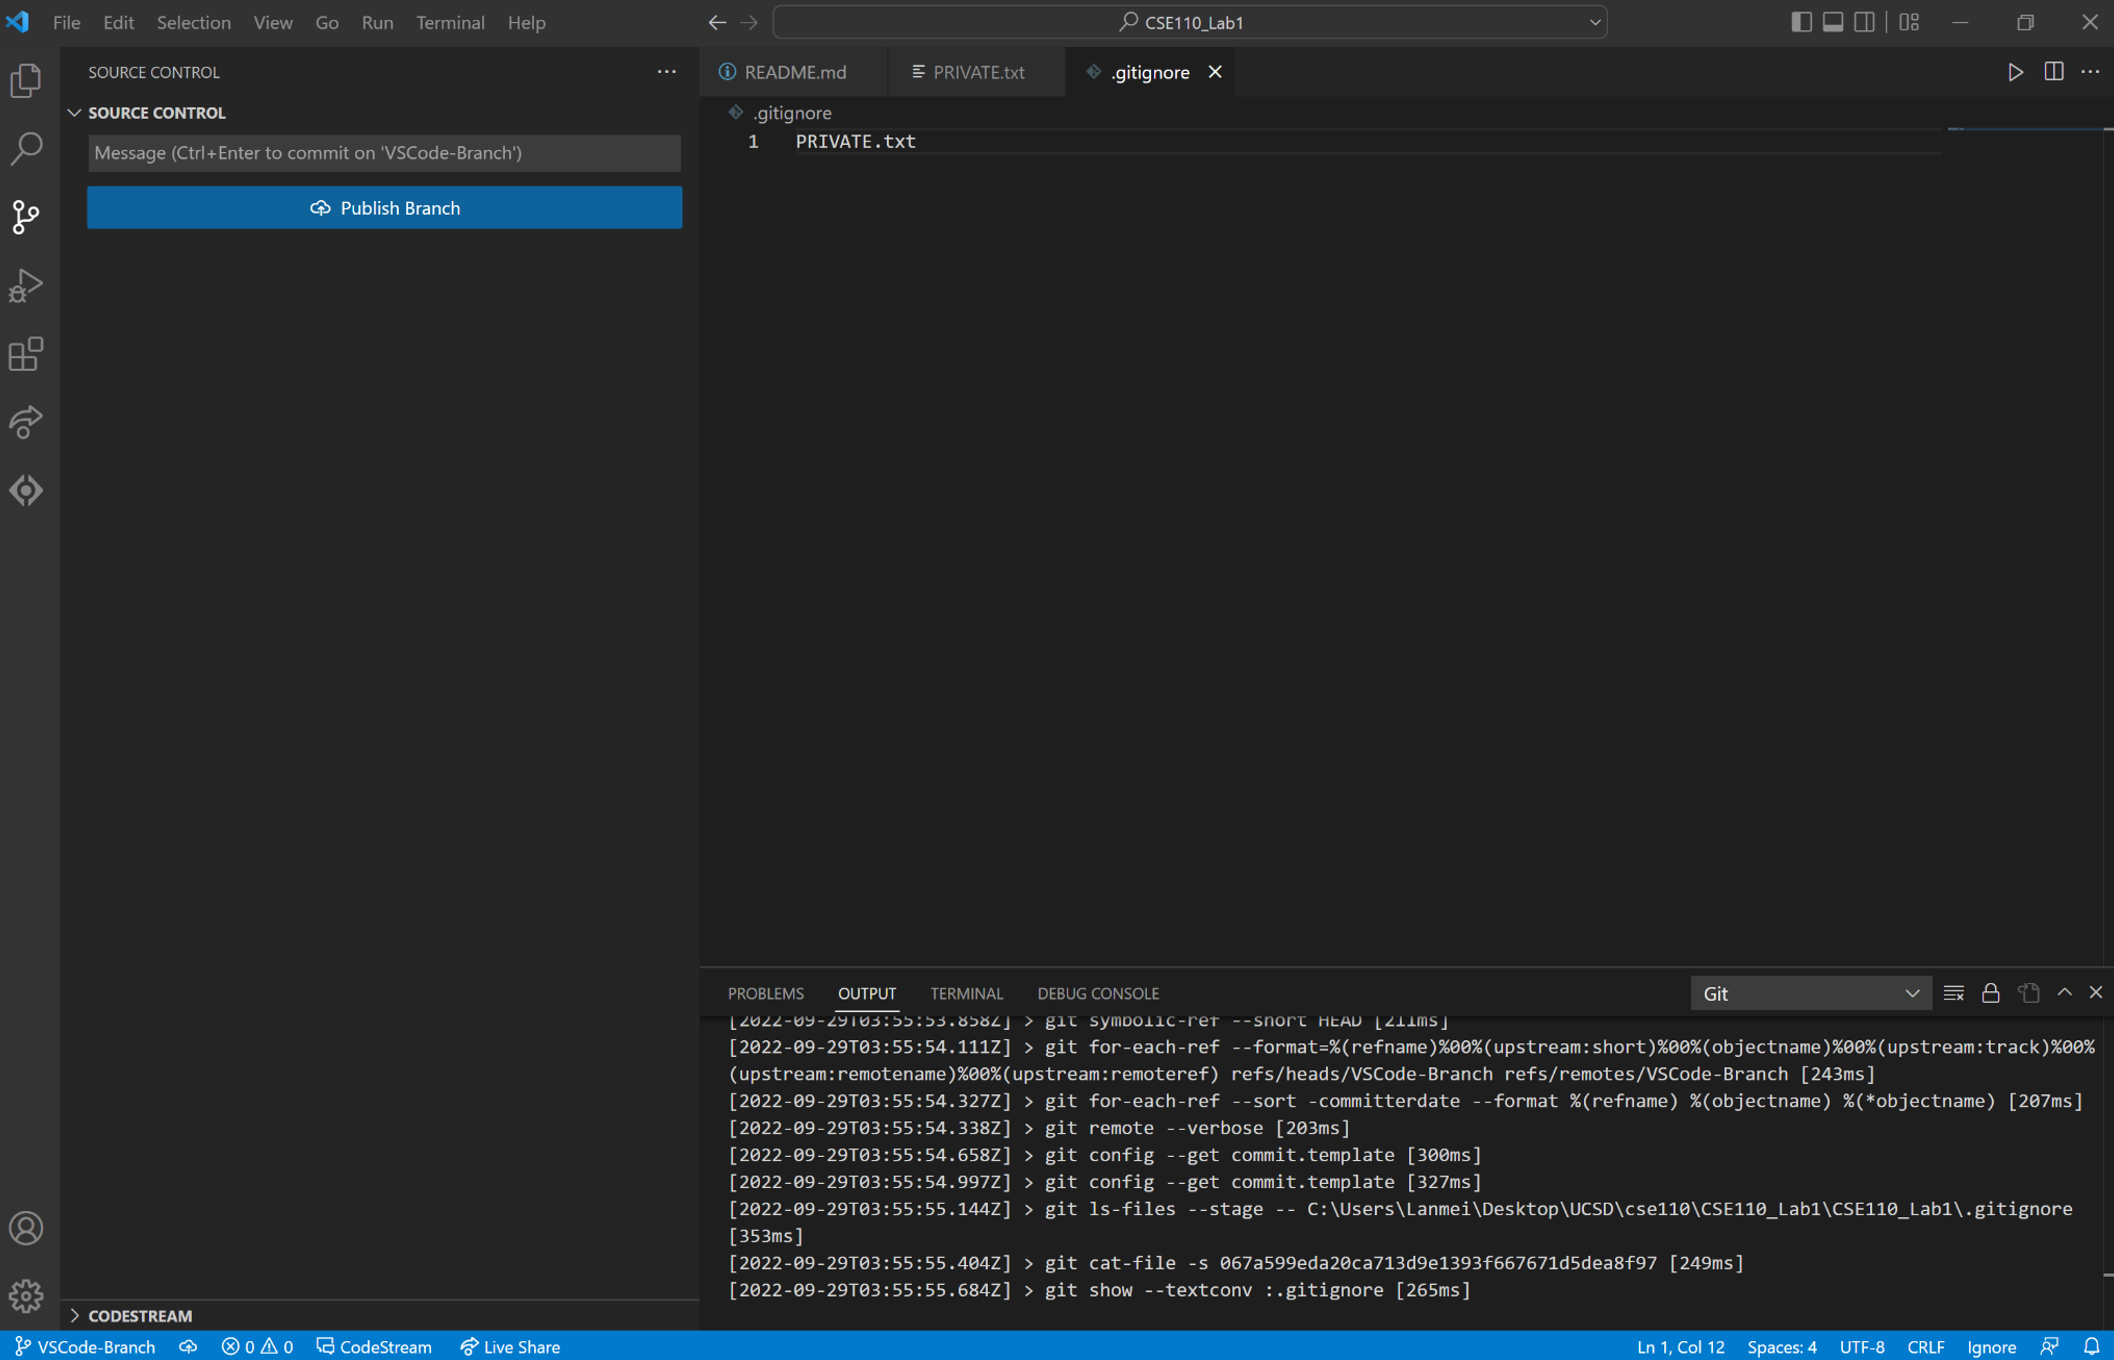 File Edit Selection View Go Run Terminal Help
CSE110_Lab1
SOURCE CONTROL
README.md
PRIVATE.txt
.gitignore
SOURCE CONTROL
.gitignore
Message (Ctrl+Enter to commit on 'VSCode-Branch')
1 PRIVATE.txt
Publish Branch
PROBLEMS OUTPUT TERMINAL DEBUG CONSOLE
Git
[2022-09-29T03:55:53.858Z] > git symbolic-ref --short HEAD [211ms]
[2022-09-29T03:55:54.111Z] > git for-each-ref --format=%(refname)%00%(upstream:short)%00%(objectname)%00%(upstream:track)%00%
(upstream:remotename)%00%(upstream:remoteref) refs/heads/VSCode-Branch refs/remotes/VSCode-Branch [243ms]
[2022-09-29T03:55:54.327Z] > git for-each-ref --sort -committerdate --format %(refname) %(objectname) %(*objectname) [207ms]
[2022-09-29T03:55:54.338Z] > git remote --verbose [203ms]
[2022-09-29T03:55:54.658Z] > git config --get commit.template [300ms]
[2022-09-29T03:55:54.997Z] > git config --get commit.template [327ms]
[2022-09-29T03:55:55.144Z] > git ls-files --stage -- C:\Users\Lanmei\Desktop\UCSD\cse110\CSE110_Lab1\CSE110_Lab1\.gitignore
[353ms]
[2022-09-29T03:55:55.404Z] > git cat-file -s 067a599eda20ca713d9e1393f667671d5dea8f97 [249ms]
[2022-09-29T03:55:55.684Z] > git show --textconv :.gitignore [265ms]
CODESTREAM
VSCode-Branch 0 0 CodeStream Live Share
Ln 1, Col 12 Spaces: 4 UTF-8 CRLF Ignore